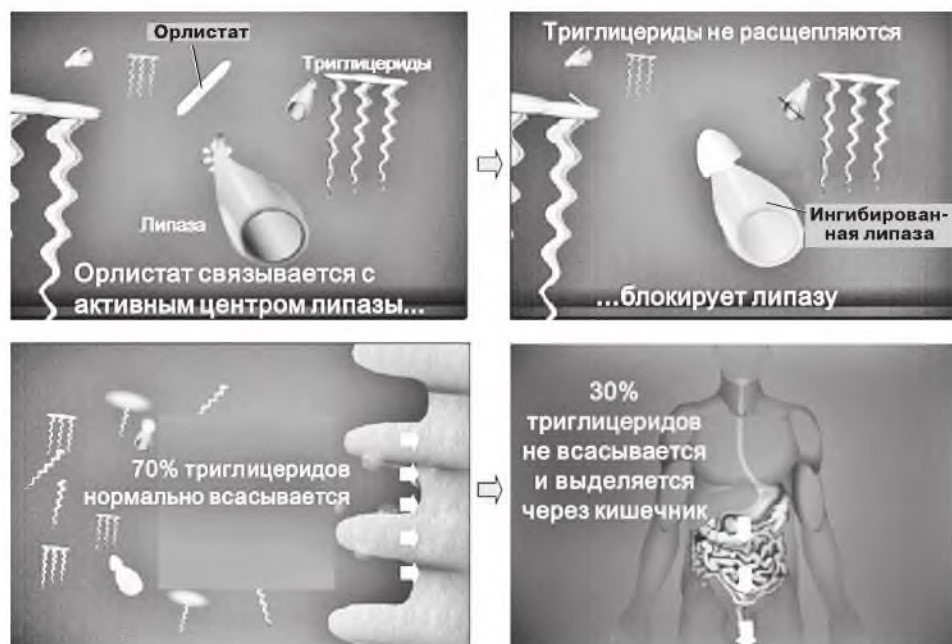 Орлистат
Триглицериды
Липаза
Орлистат связывается с
активным центром липазы...
Триглицериды не расщепляются
Ингибирован-
ная липаза
...блокирует липазу
70% триглицеридов
нормально всасывается
30%
триглицеридов
не всасывается
и выделяется
через кишечник